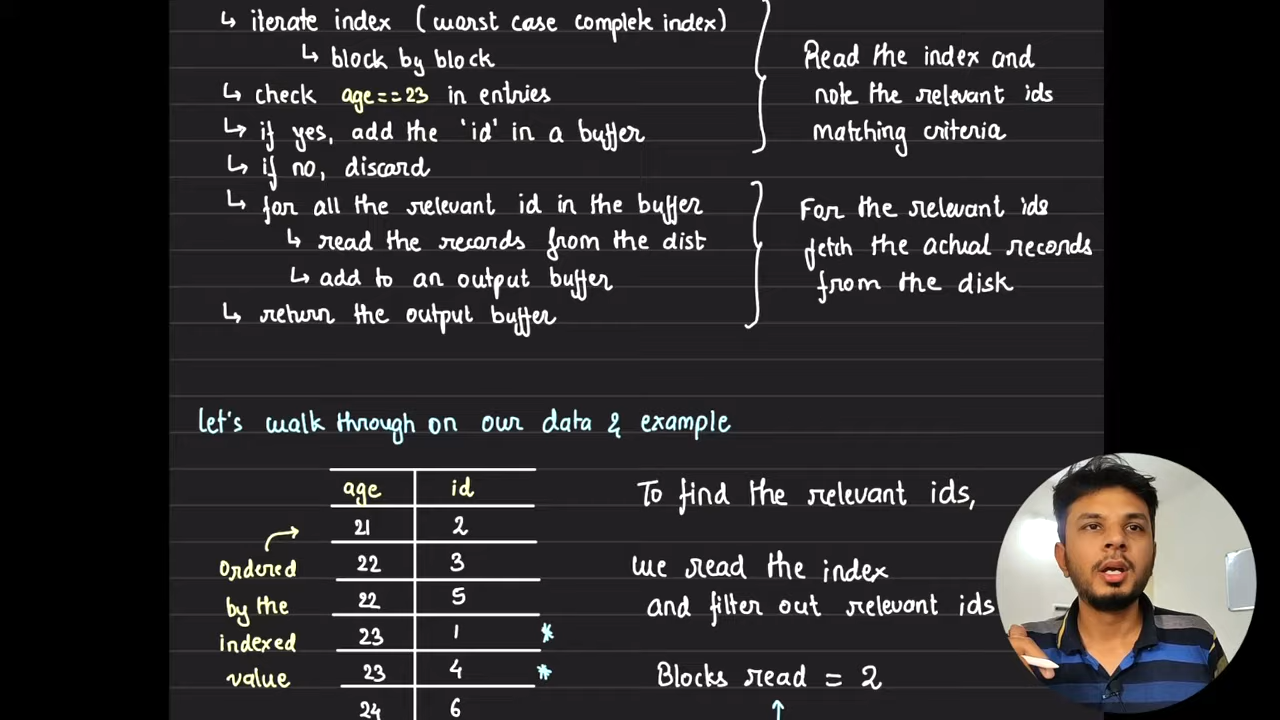 ↳ iterate index (worst case complek index)
↳ block by block
↳ check age==23 in entries
↳ if yes, add the 'id' in a buffer
↳ if no, discard
Read the index and
note the relevant ids
matching criteria
↳ for all the relevant id in the buffer
↳ read the records from the dist
↳ add to an output buffer
↳ return the output buffer
For the relevant ids
fetch the actual records
from the disk
let's walk through on our data & example
age id
21 2
22 3
22 5
23 1 *
23 4 *
24 6
ordered
by the
indexed
value
To find the relevant ids,
we read the index
and filter out relevant ids
Blocks read = 2